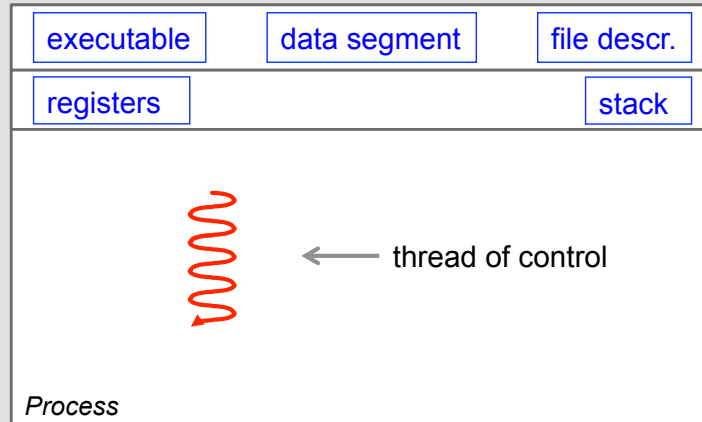 executable data segment file descr.
registers stack
thread of control
Process